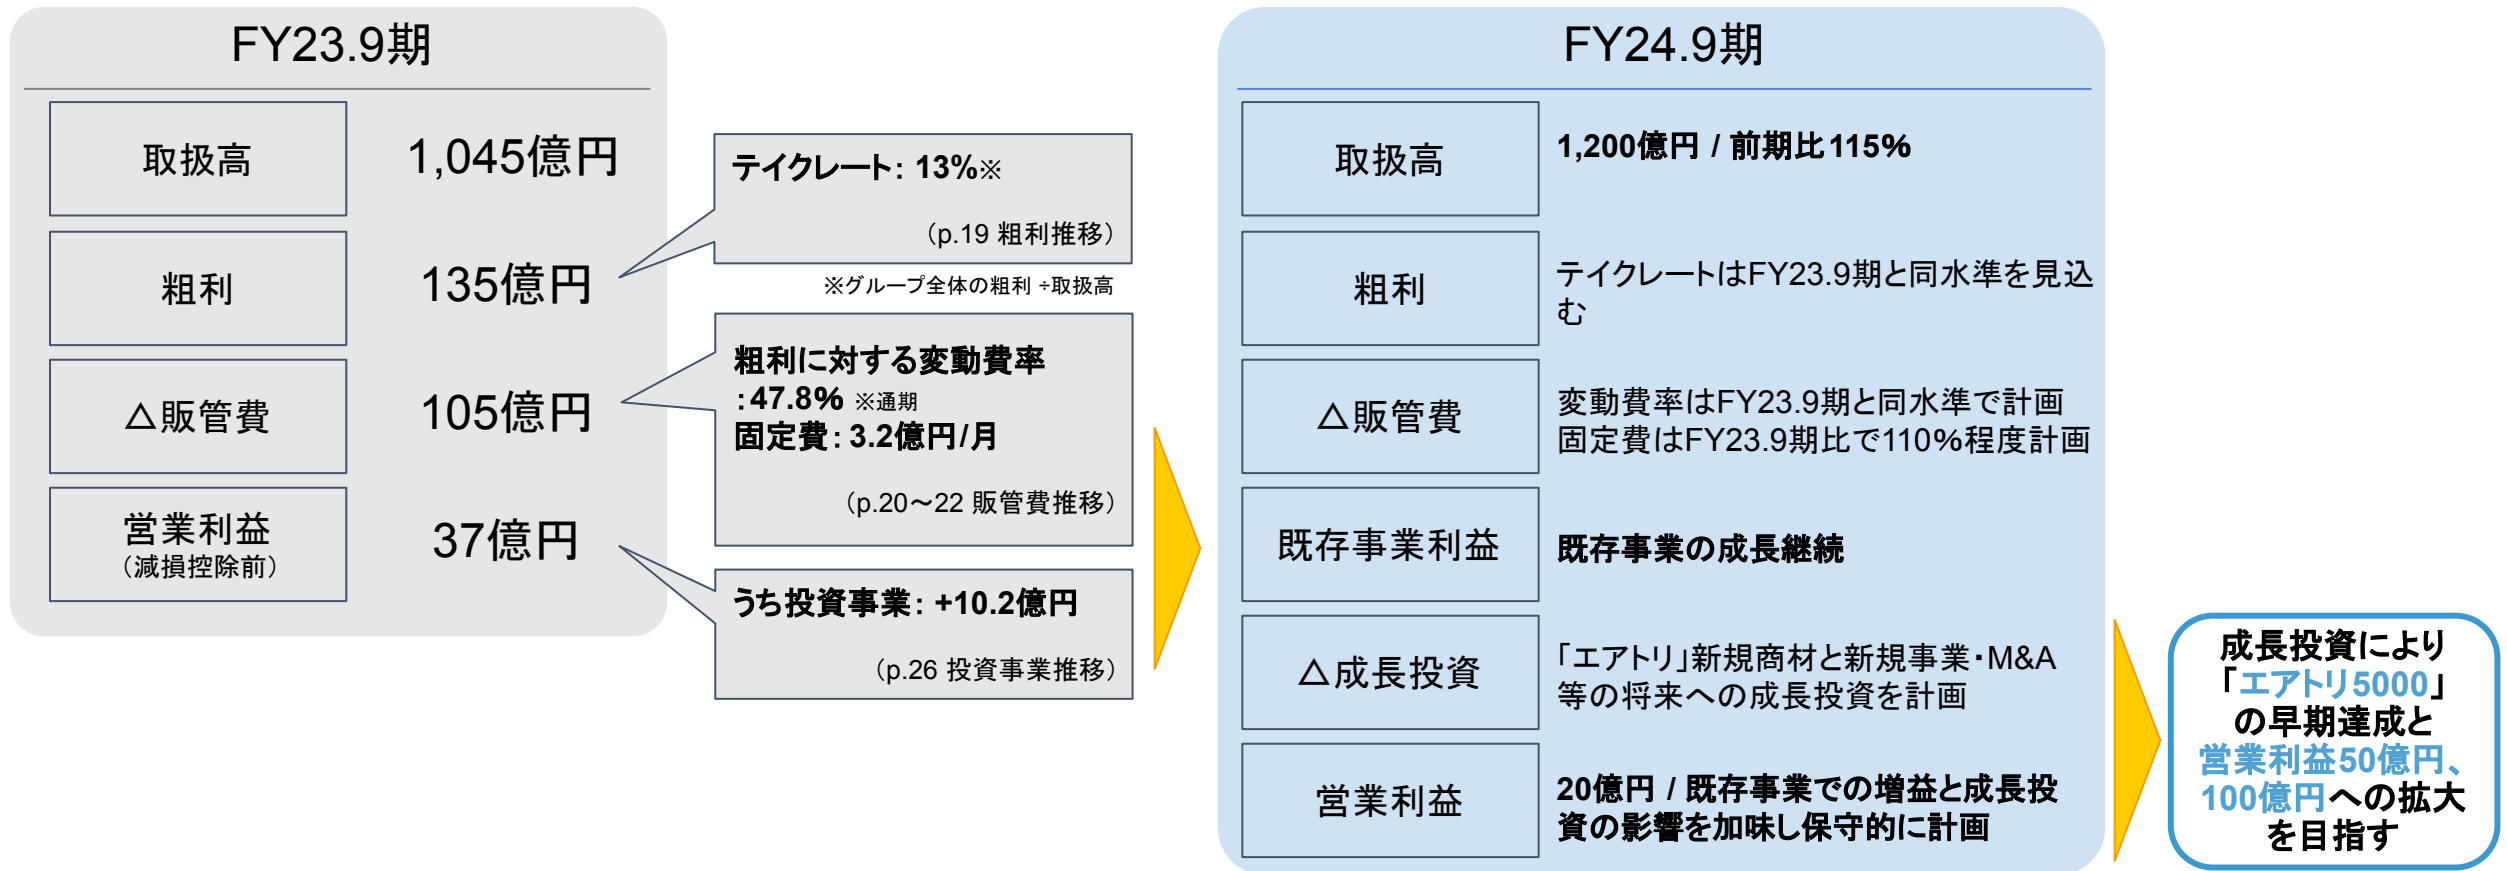 FY23.9期
取扱高
1,045億円
粗利
135億円
△販管費
105億円
営業利益
（減損控除前）
37億円
テイクレート： 13%※
（p.19 粗利推移）
※グループ全体の粗利 ÷取扱高
粗利に対する変動費率
：47.8% ※通期
固定費： 3.2億円/月
（p.20～22 販管費推移）
うち投資事業： +10.2億円
（p.26 投資事業推移）
FY24.9期
取扱高
1,200億円 / 前期比115%
粗利
テイクレートはFY23.9期と同水準を見込
む
△販管費
変動費率はFY23.9期と同水準で計画
固定費はFY23.9期比で110%程度計画
既存事業利益
既存事業の成長継続
△成長投資
「エアトリ」新規商材と新規事業・M&A
等の将来への成長投資を計画
営業利益
20億円 / 既存事業での増益と成長投
資の影響を加味し保守的に計画
成長投資により
「エアトリ5000」
の早期達成と
営業利益50億円、
100億円への拡大
を目指す